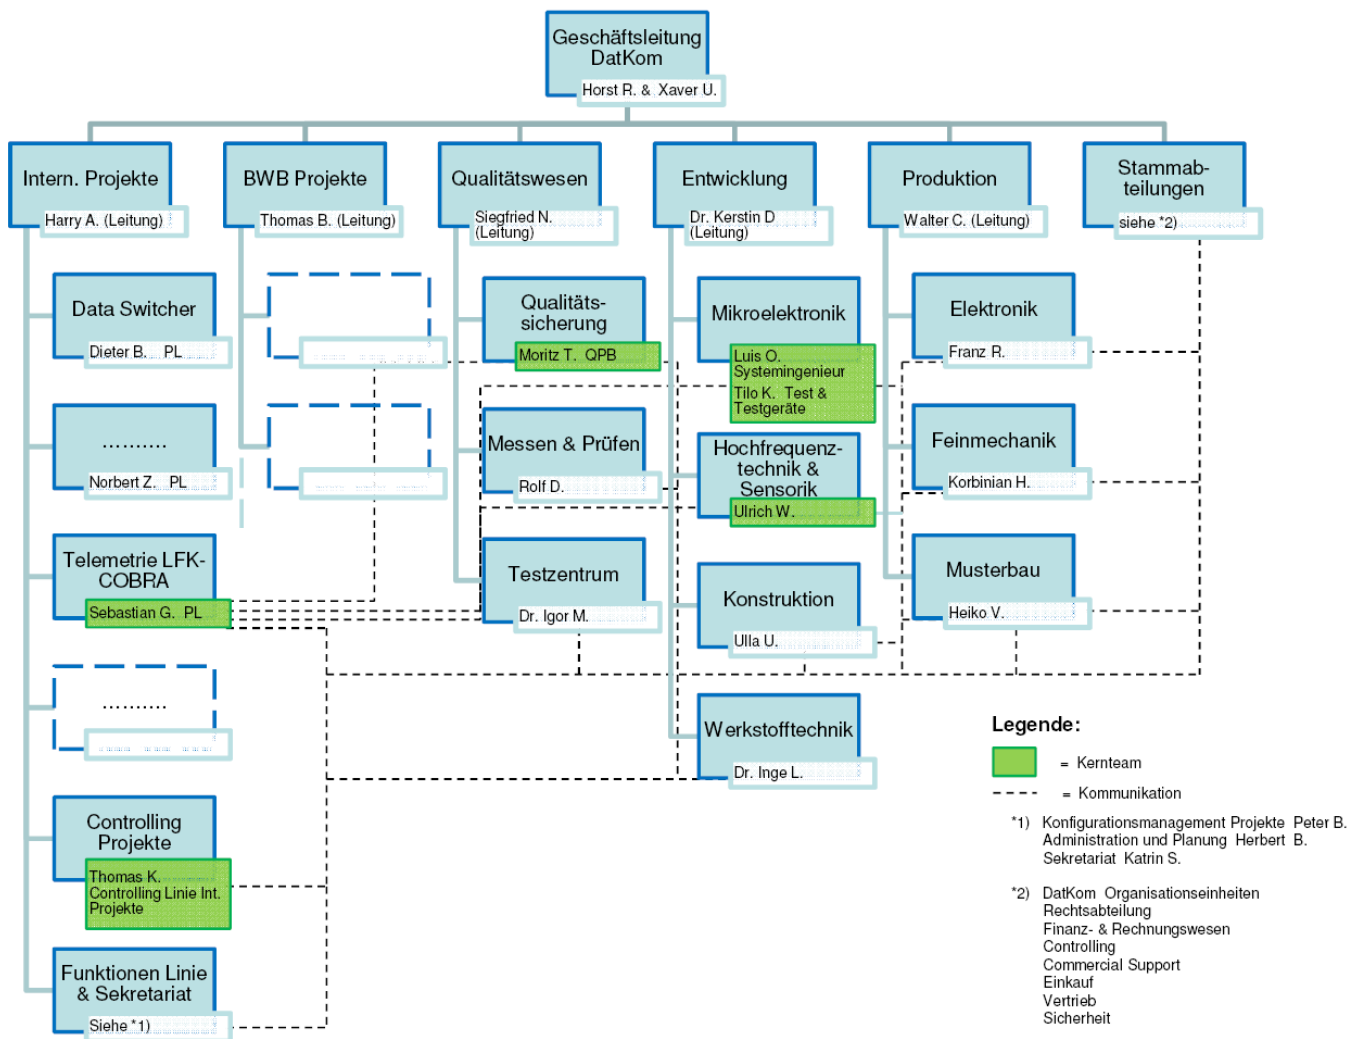 Geschäftsleitung
DatKom
Horst R. & Xaver U.
Intern. Projekte
Harry A. (Leitung)
BWB Projekte
Thomas B. (Leitung)
Qualitätswesen
Siegfried N.
(Leitung)
Entwicklung
Dr. Kerstin D
(Leitung)
Produktion
Walter C. (Leitung)
Stammab-
teilungen
siehe *2)
Data Switcher
Dieter B. PL
..........
Norbert Z. PL
Telemetrie LFK-
COBRA
Sebastian G. PL
..........
Controlling
Projekte
Thomas K.
Controlling Linie Int.
Projekte
Funktionen Linie
& Sekretariat
Siehe *1)
Qualitäts-
sicherung
Moritz T. QPB
Messen & Prüfen
Rolf D.
Testzentrum
Dr. Igor M.
Mikroelektronik
Luis O.
Systemingenieur
Tilo K. Test &
Testgeräte
Hochfrequenz-
technik &
Sensorik
Ulrich W.
Konstruktion
Ulla U.
Werkstofftechnik
Dr. Inge L.
Elektronik
Franz R.
Feinmechanik
Korbinian H.
Musterbau
Heiko V.
Legende:
= Kernteam
= Kommunikation
*1) Konfigurationsmanagement Projekte Peter B.
Administration und Planung Herbert B.
Sekretariat Katrin S.
*2) DatKom Organisationseinheiten
Rechtsabteilung
Finanz- & Rechnungswesen
Controlling
Commercial Support
Einkauf
Vertrieb
Sicherheit